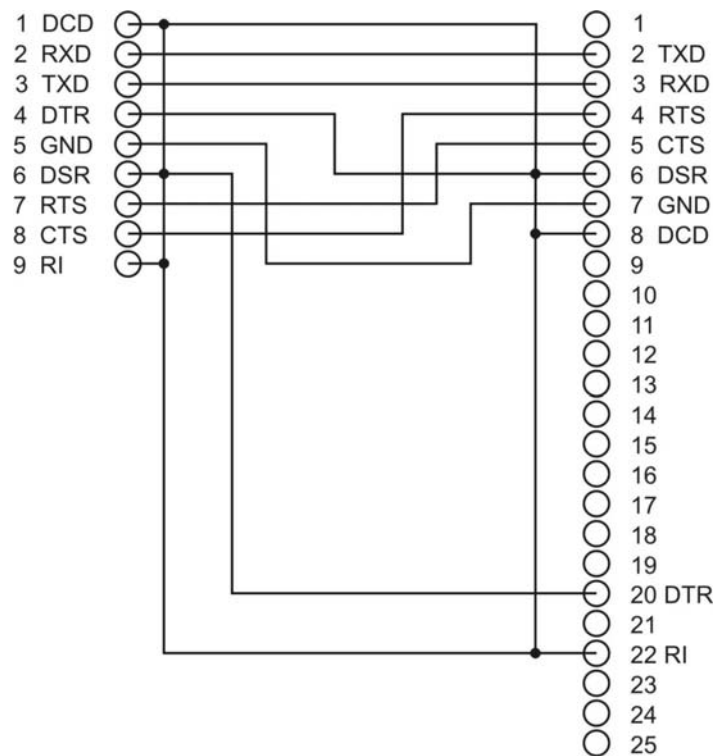 1 DCD
2 RXD
3 TXD
4 DTR
5 GND
6 DSR
7 RTS
8 CTS
9 RI
1
2 TXD
3 RXD
4 RTS
5 CTS
6 DSR
7 GND
8 DCD
9
10
11
12
13
14
15
16
17
18
19
20 DTR
21
22 RI
23
24
25